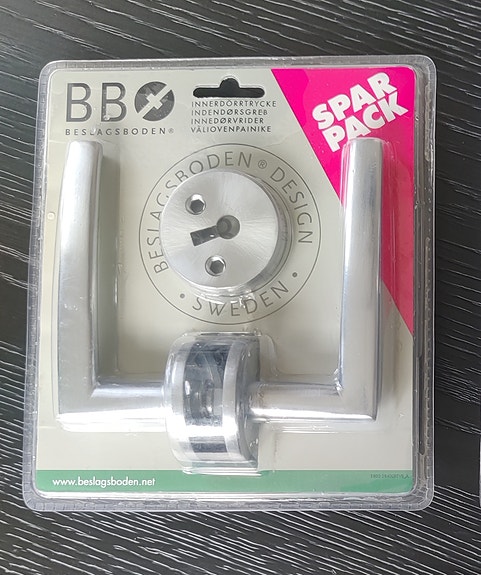 BB
BESLAGSBODEN®
INNERDÖRRTRYCKE
INDENDØRSGREB
INNEDØRVRIDER
VÄLIOVENPAINIKE
SPAR
PACK
BESLAGSBODEN® DESIGN
• SWEDEN •
www.beslagsboden.net